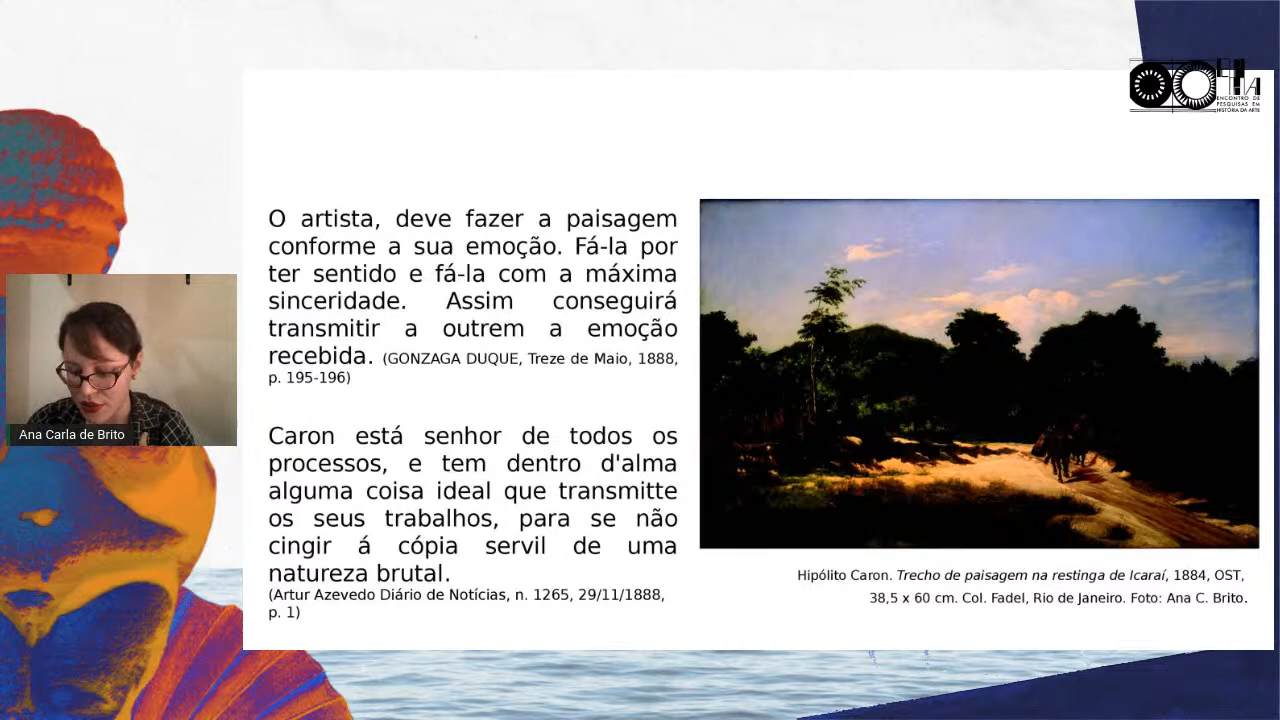 EHA
ENCONTRO DE
PESQUISAS EM
HISTÓRIA DA ARTE
O artista, deve fazer a paisagem
conforme a sua emoção. Fá-la por
ter sentido e fá-la com a máxima
sinceridade. Assim conseguirá
transmitir a outrem a emoção
recebida. (GONZAGA DUQUE, Treze de Maio, 1888,
p. 195-196)
Caron está senhor de todos os
processos, e tem dentro d'alma
alguma coisa ideal que transmitte
os seus trabalhos, para se não
cingir á cópia servil de uma
natureza brutal.
(Artur Azevedo Diário de Notícias, n. 1265, 29/11/1888,
p. 1)
Hipólito Caron. Trecho de paisagem na restinga de Icaraí, 1884, OST,
38,5 x 60 cm. Col. Fadel, Rio de Janeiro. Foto: Ana C. Brito.
Ana Carla de Brito